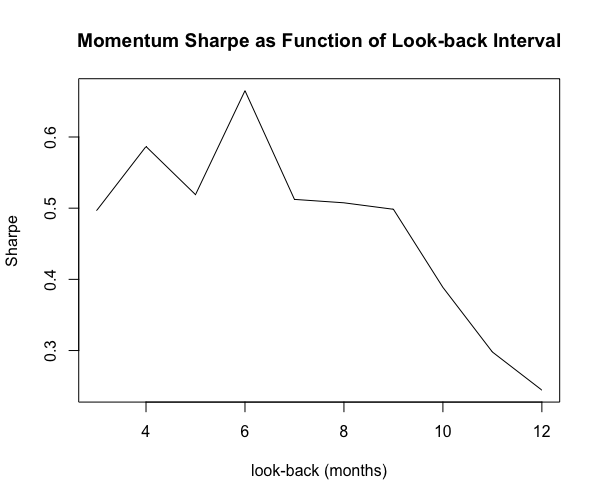 Momentum Sharpe as Function of Look-back Interval
Sharpe
0.6
0.5
0.4
0.3
4 6 8 10 12
look-back (months)